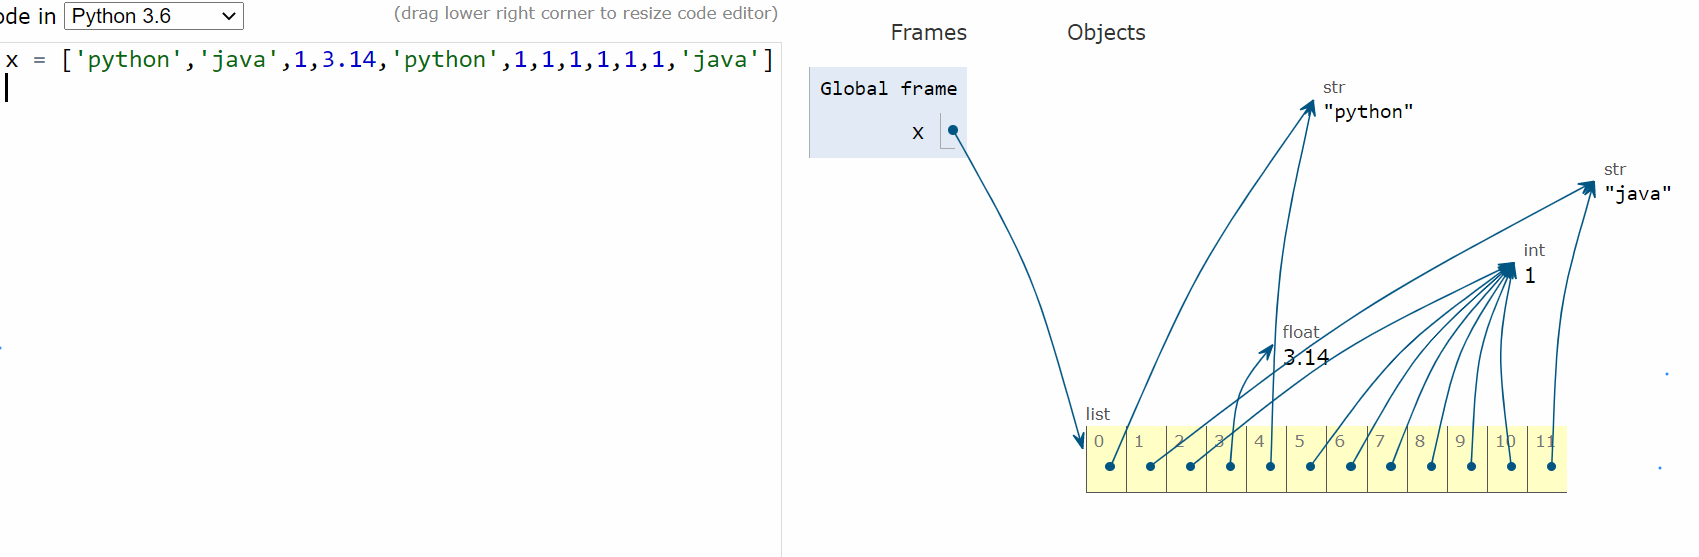 ode in Python 3.6
(drag lower right corner to resize code editor)
x = ['python','java',1,3.14,'python',1,1,1,1,1,1,'java']
Frames
Objects
Global frame
x
str
"python"
str
"java"
int
1
float
3.14
list
0 1 2 3 4 5 6 7 8 9 10 11